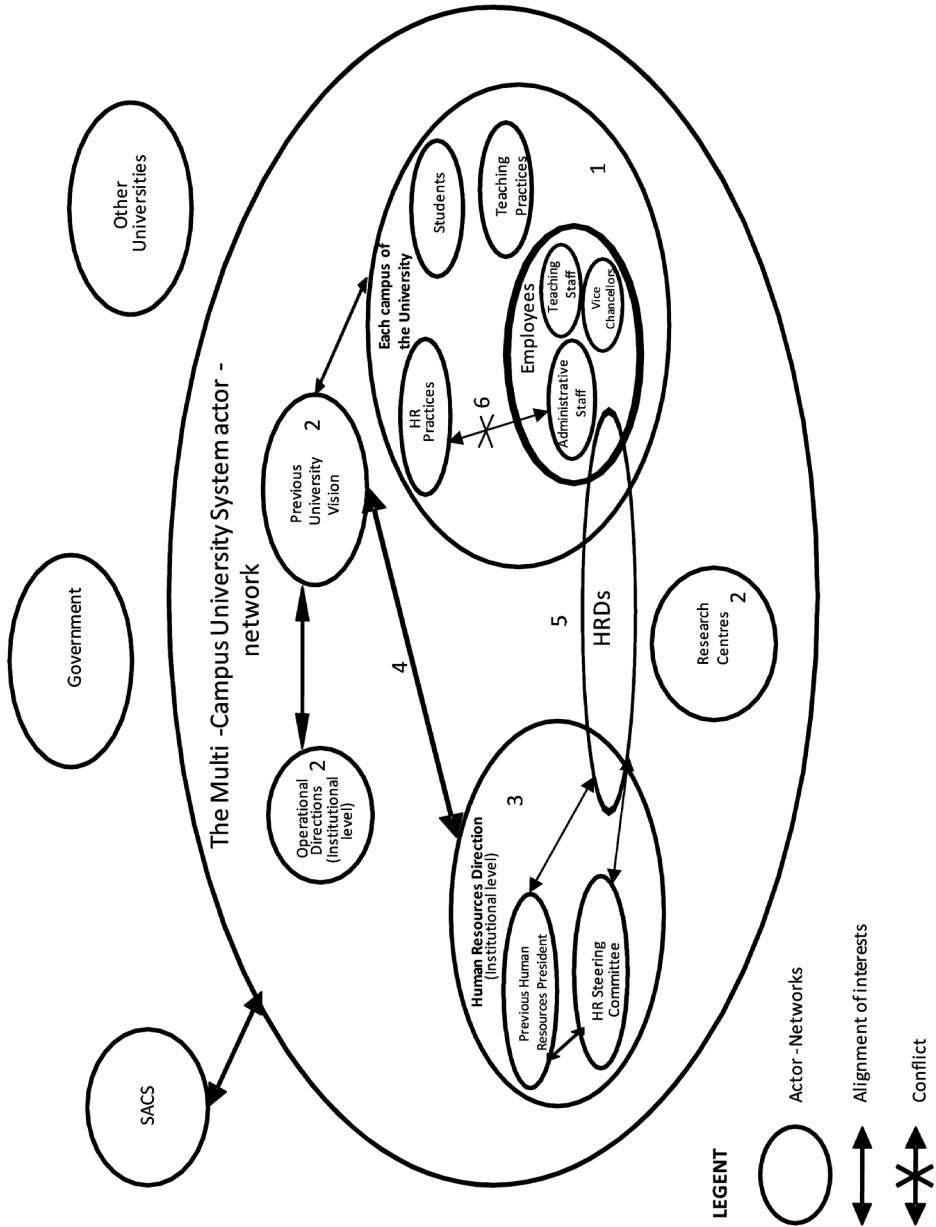 SACS
Government
Other
Universities
The Multi -Campus University System actor -
network
Operational
Directions
(Institutional
level)
2
Previous
University
Vision
2
4
Each campus of
the University
HR
Practices
Students
Teaching
Practices
6
Employees
Administrative
Staff
Teaching
Staff
Vice
Chancellors
1
Human Resources Direction
(Institutional level)
3
Previous Human
Resources President
HR Steering
Committee
5
HRDs
Research
Centres
2
LEGENT
Actor -Networks
Alignment of interests
Conflict